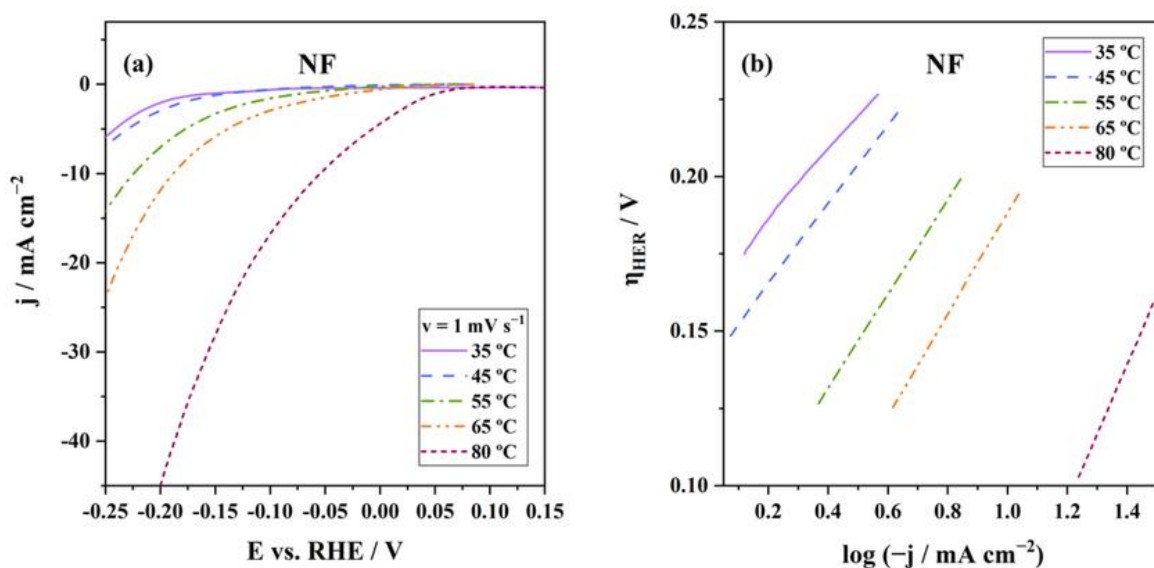 (a)
NF
0
-10
-20
-30
-40
j / mA cm⁻²
v = 1 mV s⁻¹
35 ºC
45 ºC
55 ºC
65 ºC
80 ºC
-0.25 -0.20 -0.15 -0.10 -0.05 0.00 0.05 0.10 0.15
E vs. RHE / V
(b)
NF
0.25
0.20
0.15
0.10
ηHER / V
35 ºC
45 ºC
55 ºC
65 ºC
80 ºC
0.2 0.4 0.6 0.8 1.0 1.2 1.4
log (−j / mA cm⁻²)